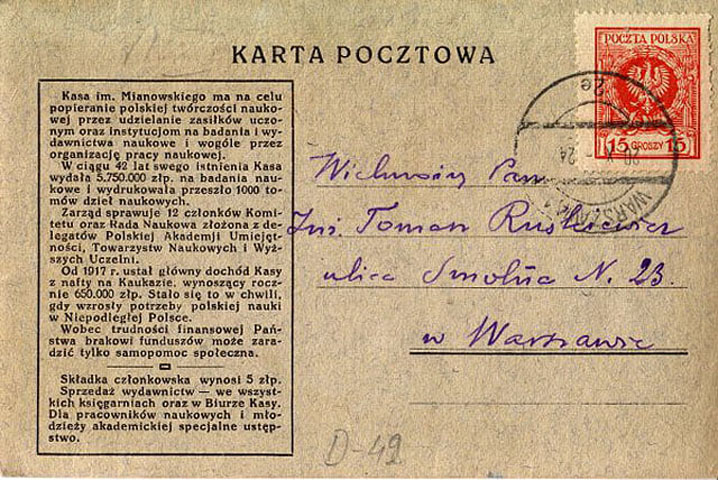 KARTA POCZTOWA
POCZTA POLSKA
15 GROSZY 15
WARSZAWA 1
20 X 24
2e
Kasa im. Mianowskiego ma na celu
popieranie polskiej twórczości nauko-
wej przez udzielanie zasiłków uczo-
nym oraz instytucjom na badania i wy-
dawnictwa naukowe i wogóle przez
organizację pracy naukowej.
W ciągu 42 lat swego istnienia Kasa
wydała 5.750.000 złp. na badania nau-
kowe i wydrukowała przeszło 1000 to-
mów dzieł naukowych.
Zarząd sprawuje 12 członków Komi-
tetu oraz Rada Naukowa złożona z de-
legatów Polskiej Akademji Umiejęt-
ności, Towarzystw Naukowych i Wyż-
szych Uczelni.
Od 1917 r. ustał główny dochód Kasy
z nafty na Kaukazie, wynoszący rocz-
nie 650.000 złp. Stało się to w chwili,
gdy wzrosły potrzeby polskiej nauki
w Niepodległej Polsce.
Wobec trudności finansowej Pań-
stwa brakowi funduszów może zara-
dzić tylko samopomoc społeczna.
Składka członkowska wynosi 5 złp.
Sprzedaż wydawnictw — we wszyst-
kich księgarniach oraz w Biurze Kasy.
Dla pracowników naukowych i mło-
dzieży akademickiej specjalne ustęp-
stwo.
Wielmożny Pan
Inż Roman Rutkiewicz
ulica Smolna N. 23.
w Warszawie
D-49